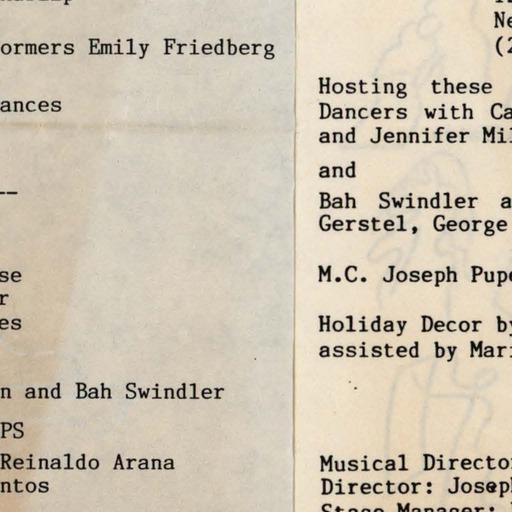 ormers Emily Friedberg
ances
--
se
r
es
n and Bah Swindler
PS
Reinaldo Arana
ntos
Ne
(2
Hosting these
Dancers with Ca
and Jennifer Mil
and
Bah Swindler a
Gerstel, George
M.C. Joseph Pupe
Holiday Decor by
assisted by Mari
Musical Director
Director: Joseph
Stage Manager: